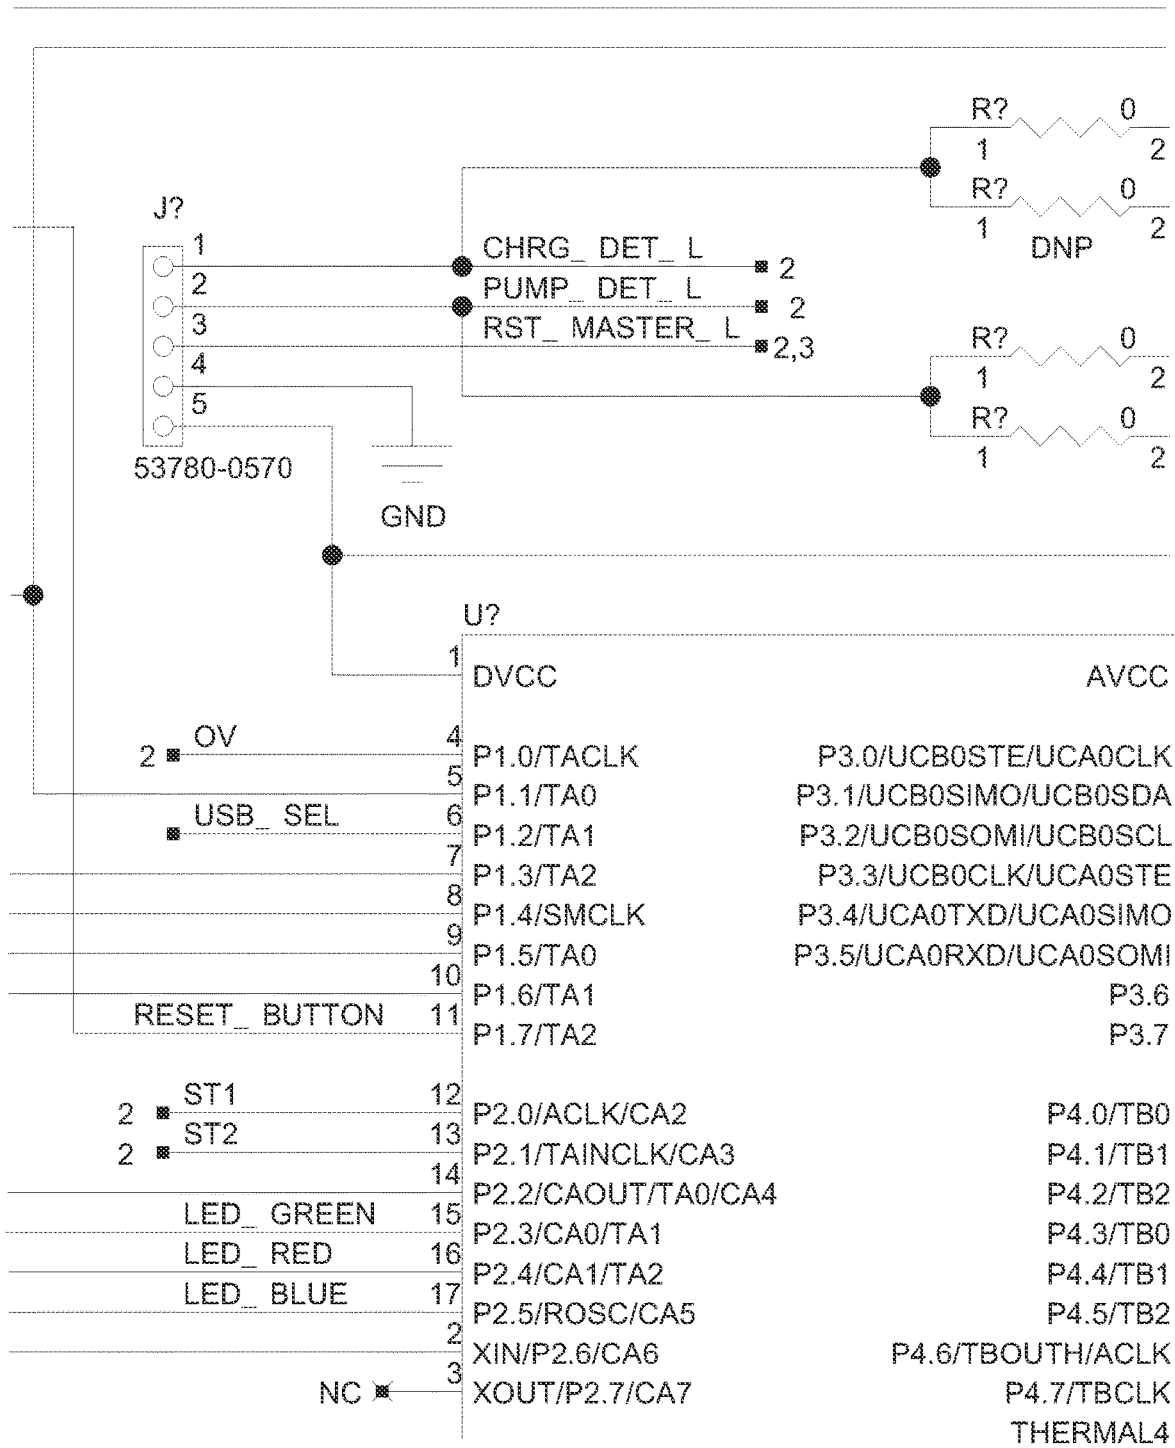 R? 0
1 2
R? 0
1 2
DNP
J?
1
2
3
4
5
53780-0570
CHRG_ DET_ L 2
PUMP_ DET_ L 2
RST_ MASTER_ L 2,3
R? 0
1 2
R? 0
1 2
GND
U?
1 DVCC AVCC
2 OV 4 P1.0/TACLK P3.0/UCB0STE/UCA0CLK
5 P1.1/TA0 P3.1/UCB0SIMO/UCB0SDA
USB_ SEL 6 P1.2/TA1 P3.2/UCB0SOMI/UCB0SCL
7 P1.3/TA2 P3.3/UCB0CLK/UCA0STE
8 P1.4/SMCLK P3.4/UCA0TXD/UCA0SIMO
9 P1.5/TA0 P3.5/UCA0RXD/UCA0SOMI
10 P1.6/TA1 P3.6
RESET_ BUTTON 11 P1.7/TA2 P3.7
2 ST1 12 P2.0/ACLK/CA2 P4.0/TB0
2 ST2 13 P2.1/TAINCLK/CA3 P4.1/TB1
14 P2.2/CAOUT/TA0/CA4 P4.2/TB2
LED_ GREEN 15 P2.3/CA0/TA1 P4.3/TB0
LED_ RED 16 P2.4/CA1/TA2 P4.4/TB1
LED_ BLUE 17 P2.5/ROSC/CA5 P4.5/TB2
2 XIN/P2.6/CA6 P4.6/TBOUTH/ACLK
NC 3 XOUT/P2.7/CA7 P4.7/TBCLK
THERMAL4